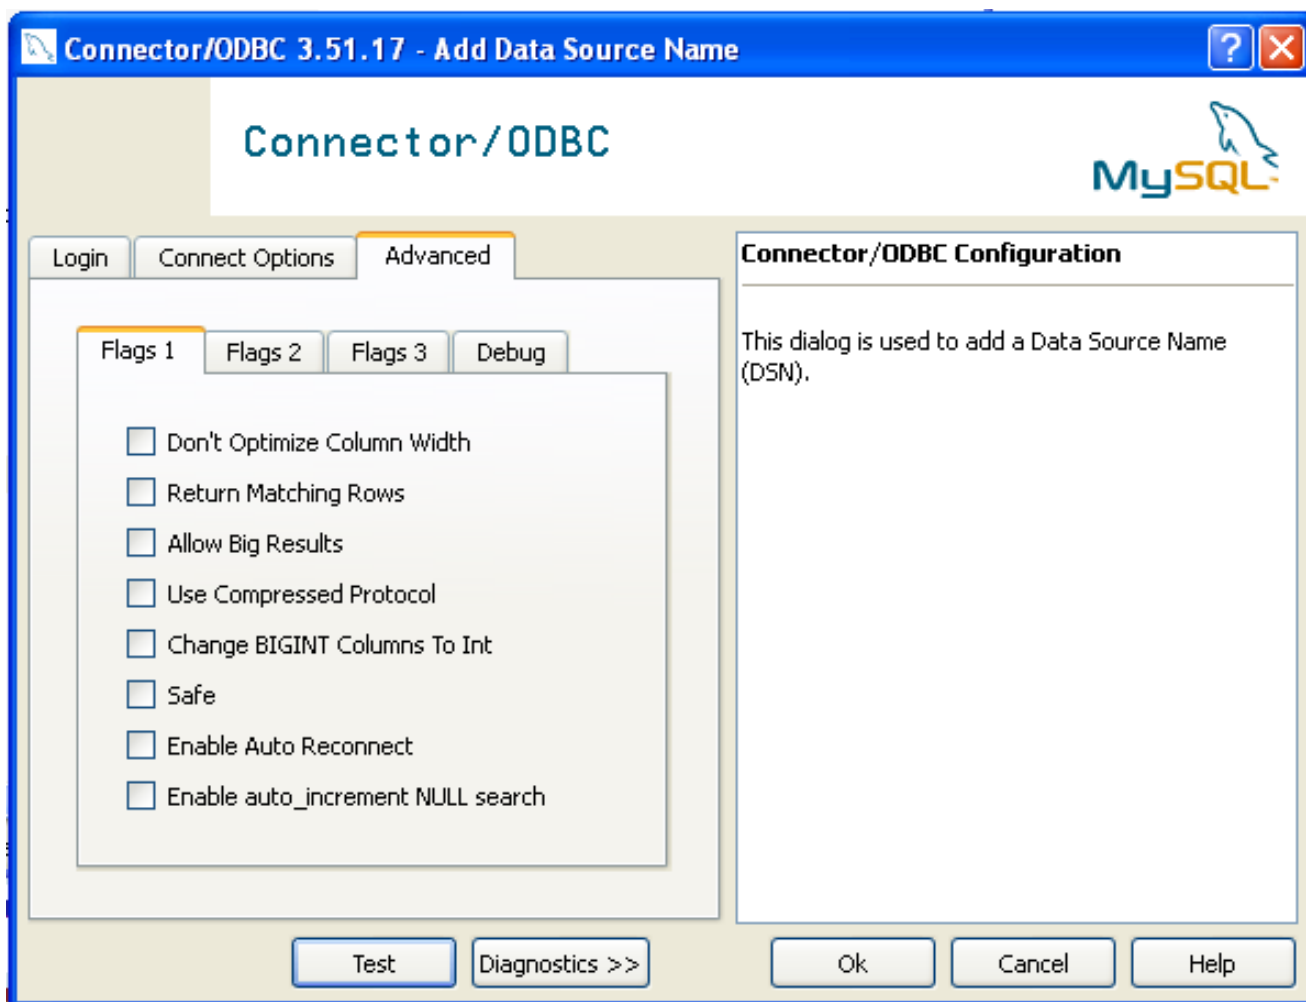 Connector/ODBC 3.51.17 - Add Data Source Name
Connector/ODBC
MySQL
Login
Connect Options
Advanced
Flags 1
Flags 2
Flags 3
Debug
Don't Optimize Column Width
Return Matching Rows
Allow Big Results
Use Compressed Protocol
Change BIGINT Columns To Int
Safe
Enable Auto Reconnect
Enable auto_increment NULL search
Connector/ODBC Configuration
This dialog is used to add a Data Source Name
(DSN).
Test
Diagnostics >>
Ok
Cancel
Help